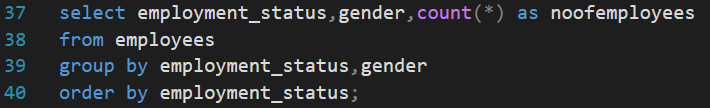 37 select employment_status,gender,count(*) as noofemployees
38 from employees
39 group by employment_status,gender
40 order by employment_status;